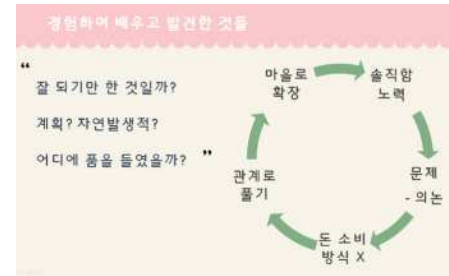 경험하며 배우고 발견한 것들
“
잘 되기만 한 것일까?
계획? 자연발생적?
어디에 품을 들였을까? ”
마을로
확장
솔직함
노력
문제
- 의논
돈 소비
방식 X
관계로
풀기